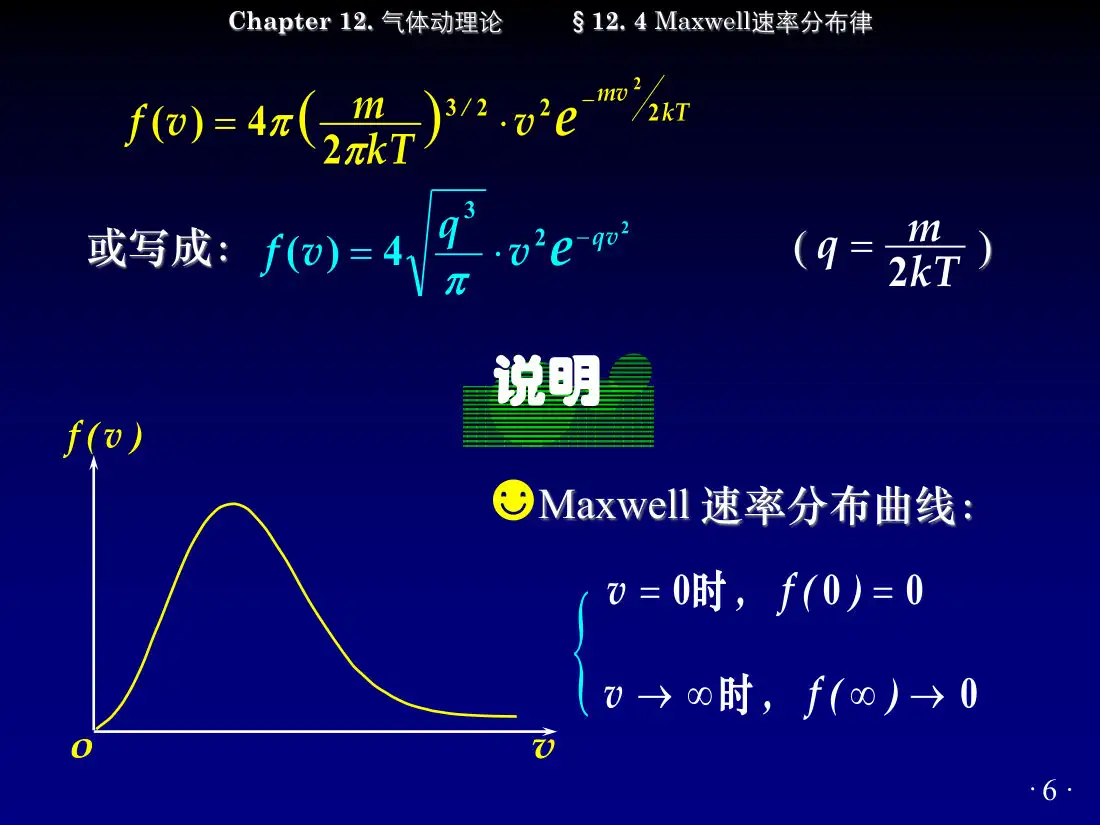 Chapter 12. 气体动理论 §12. 4 Maxwell速率分布律
f(v) = 4π(m/2πkT)^{3/2} · v² e^{−mv²/2kT}
或写成： f(v) = 4√(q³/π) · v² e^{−qv²} ( q = m/2kT )
说明
f(v)
Maxwell 速率分布曲线：
v = 0时， f(0) = 0
v → ∞时， f(∞) → 0
o v
· 6 ·